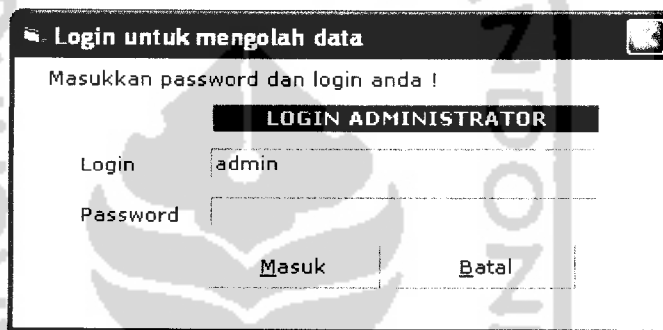 Login untuk mengolah data
Masukkan password dan login anda !
LOGIN ADMINISTRATOR
Login admin
Password
Masuk Batal